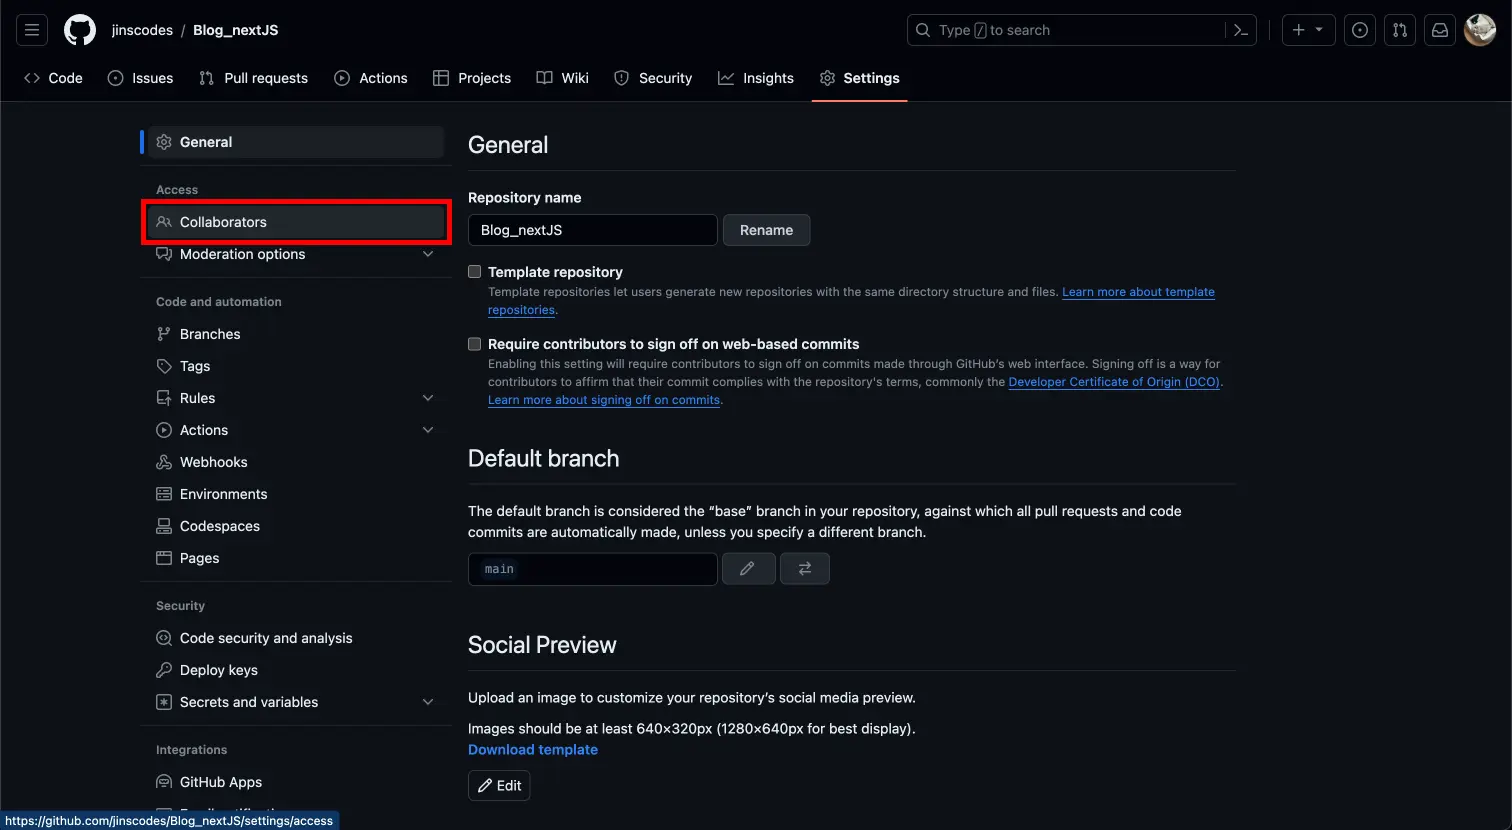 jinscodes / Blog_nextJS
Type / to search
Code
Issues
Pull requests
Actions
Projects
Wiki
Security
Insights
Settings
General
Access
Collaborators
Moderation options
Code and automation
Branches
Tags
Rules
Actions
Webhooks
Environments
Codespaces
Pages
Security
Code security and analysis
Deploy keys
Secrets and variables
Integrations
GitHub Apps
General
Repository name
Blog_nextJS
Rename
Template repository
Template repositories let users generate new repositories with the same directory structure and files. Learn more about template
repositories.
Require contributors to sign off on web-based commits
Enabling this setting will require contributors to sign off on commits made through GitHub's web interface. Signing off is a way for
contributors to affirm that their commit complies with the repository's terms, commonly the Developer Certificate of Origin (DCO).
Learn more about signing off on commits.
Default branch
The default branch is considered the “base” branch in your repository, against which all pull requests and code
commits are automatically made, unless you specify a different branch.
main
Social Preview
Upload an image to customize your repository’s social media preview.
Images should be at least 640×320px (1280×640px for best display).
Download template
Edit
https://github.com/jinscodes/Blog_nextJS/settings/access